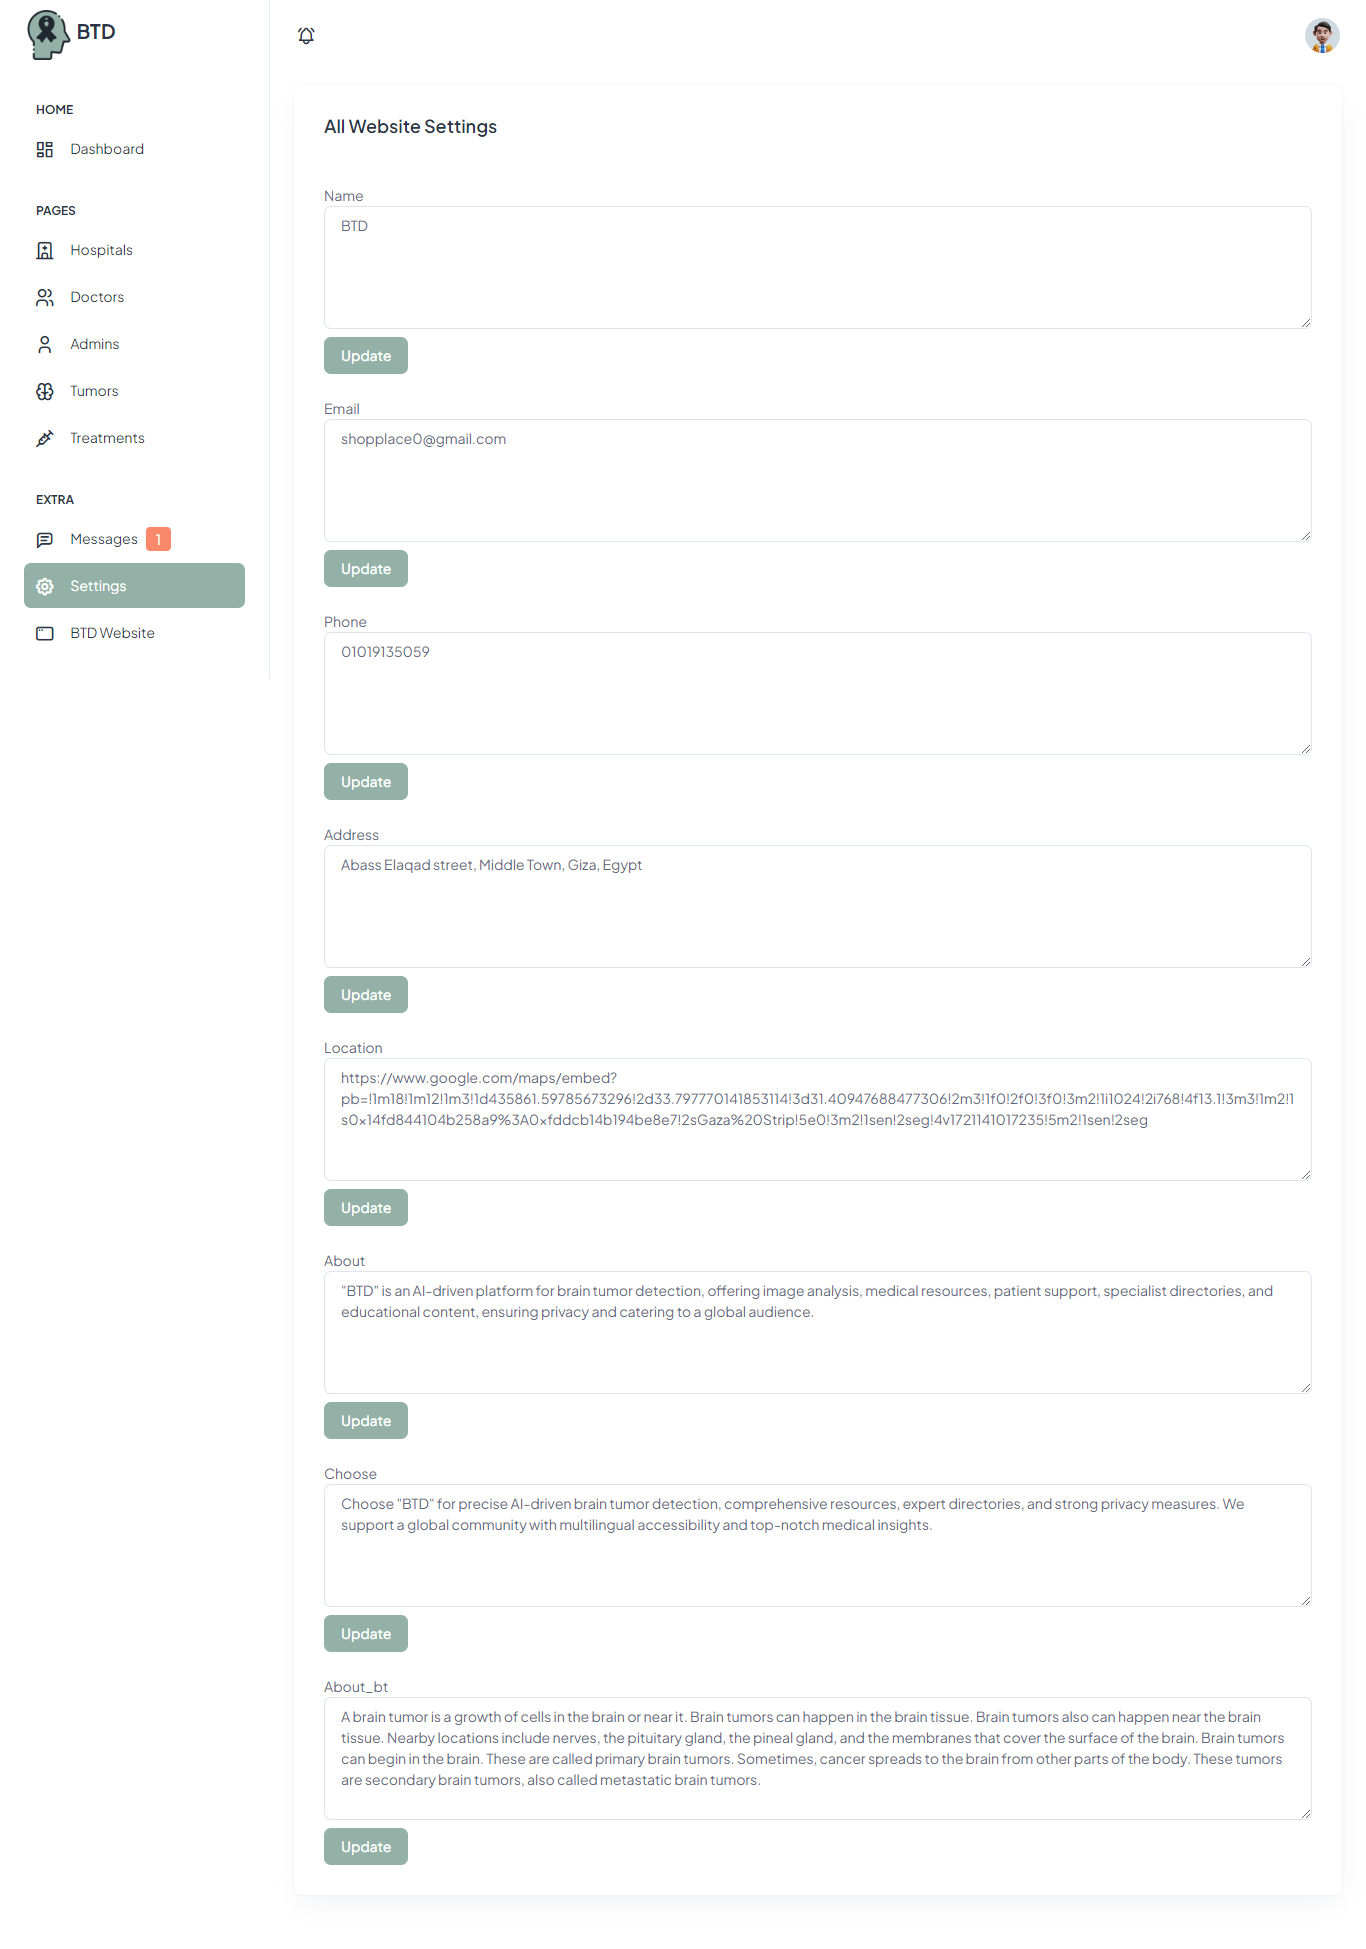 BTD
HOME
Dashboard
PAGES
Hospitals
Doctors
Admins
Tumors
Treatments
EXTRA
Messages 1
Settings
BTD Website
All Website Settings
Name
BTD
Update
Email
shopplace0@gmail.com
Update
Phone
01019135059
Update
Address
Abass Elaqad street, Middle Town, Giza, Egypt
Update
Location
https://www.google.com/maps/embed?
pb=!1m18!1m12!1m3!1d435861.59785673296!2d33.797770141853114!3d31.40947688477306!2m3!1f0!2f0!3f0!3m2!1i1024!2i768!4f13.1!3m3!1m2!1
s0x14fd844104b258a9%3A0xfddcb14b194be8e7!2sGaza%20Strip!5e0!3m2!1sen!2seg!4v1721141017235!5m2!1sen!2seg
Update
About
"BTD" is an AI-driven platform for brain tumor detection, offering image analysis, medical resources, patient support, specialist directories, and
educational content, ensuring privacy and catering to a global audience.
Update
Choose
Choose "BTD" for precise AI-driven brain tumor detection, comprehensive resources, expert directories, and strong privacy measures. We
support a global community with multilingual accessibility and top-notch medical insights.
Update
About_bt
A brain tumor is a growth of cells in the brain or near it. Brain tumors can happen in the brain tissue. Brain tumors also can happen near the brain
tissue. Nearby locations include nerves, the pituitary gland, the pineal gland, and the membranes that cover the surface of the brain. Brain tumors
can begin in the brain. These are called primary brain tumors. Sometimes, cancer spreads to the brain from other parts of the body. These tumors
are secondary brain tumors, also called metastatic brain tumors.
Update